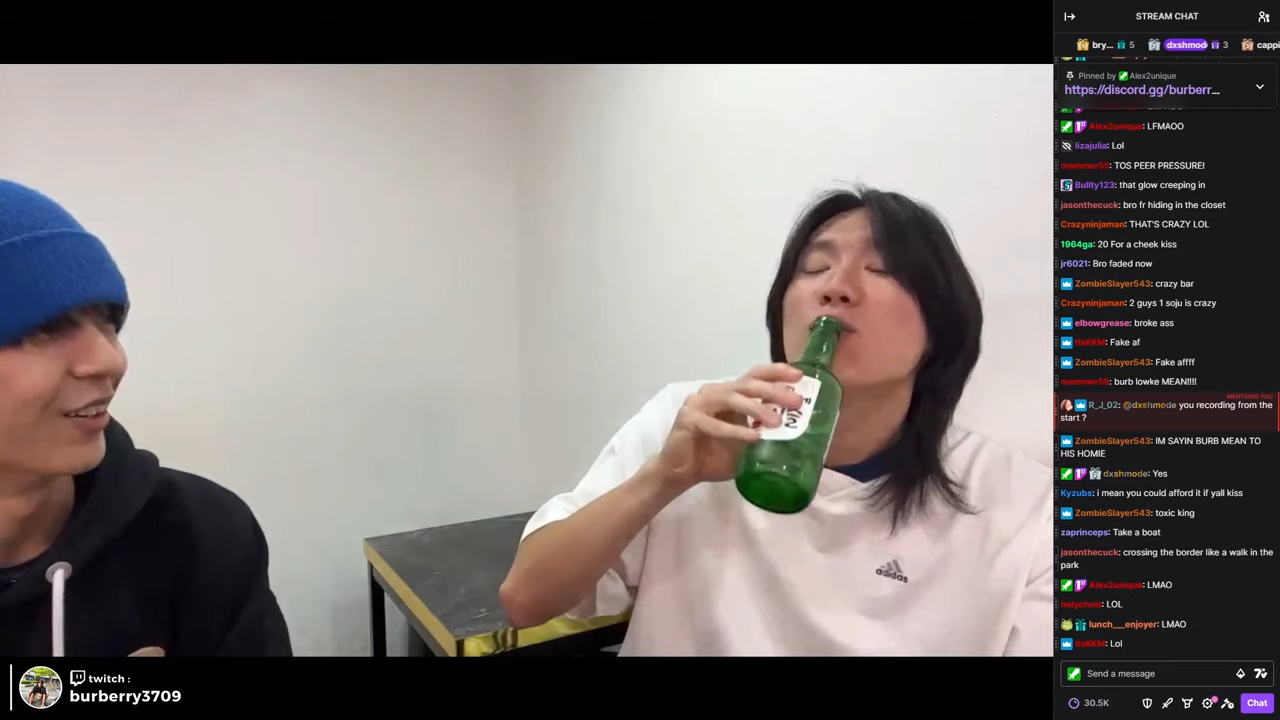 STREAM CHAT
bry... 5
dxshmod 3
cappi
Pinned by Alex2unique
https://discord.gg/burberr...
Alex2unique: LFMAOO
lizajulia: Lol
mammer55: TOS PEER PRESSURE!
Bullty123: that glow creeping in
jasonthecuck: bro fr hiding in the closet
Crazyninjaman: THAT'S CRAZY LOL
1964ga: 20 For a cheek kiss
jr6021: Bro faded now
ZombieSlayer543: crazy bar
Crazyninjaman: 2 guys 1 soju is crazy
elbowgrease: broke ass
ItsKKM: Fake af
ZombieSlayer543: Fake affff
mammer55: burb lowke MEAN!!!!
MENTIONS YOU
R_J_02: @dxshmode you recording from the
start ?
ZombieSlayer543: IM SAYIN BURB MEAN TO
HIS HOMIE
dxshmode: Yes
Kyzubs: i mean you could afford it if yall kiss
ZombieSlayer543: toxic king
zaprinceps: Take a boat
jasonthecuck: crossing the border like a walk in the
park
Alex2unique: LMAO
holychois: LOL
lunch__enjoyer: LMAO
ItsKKM: Lol
Send a message
30.5K
Chat
adidas
twitch :
burberry3709